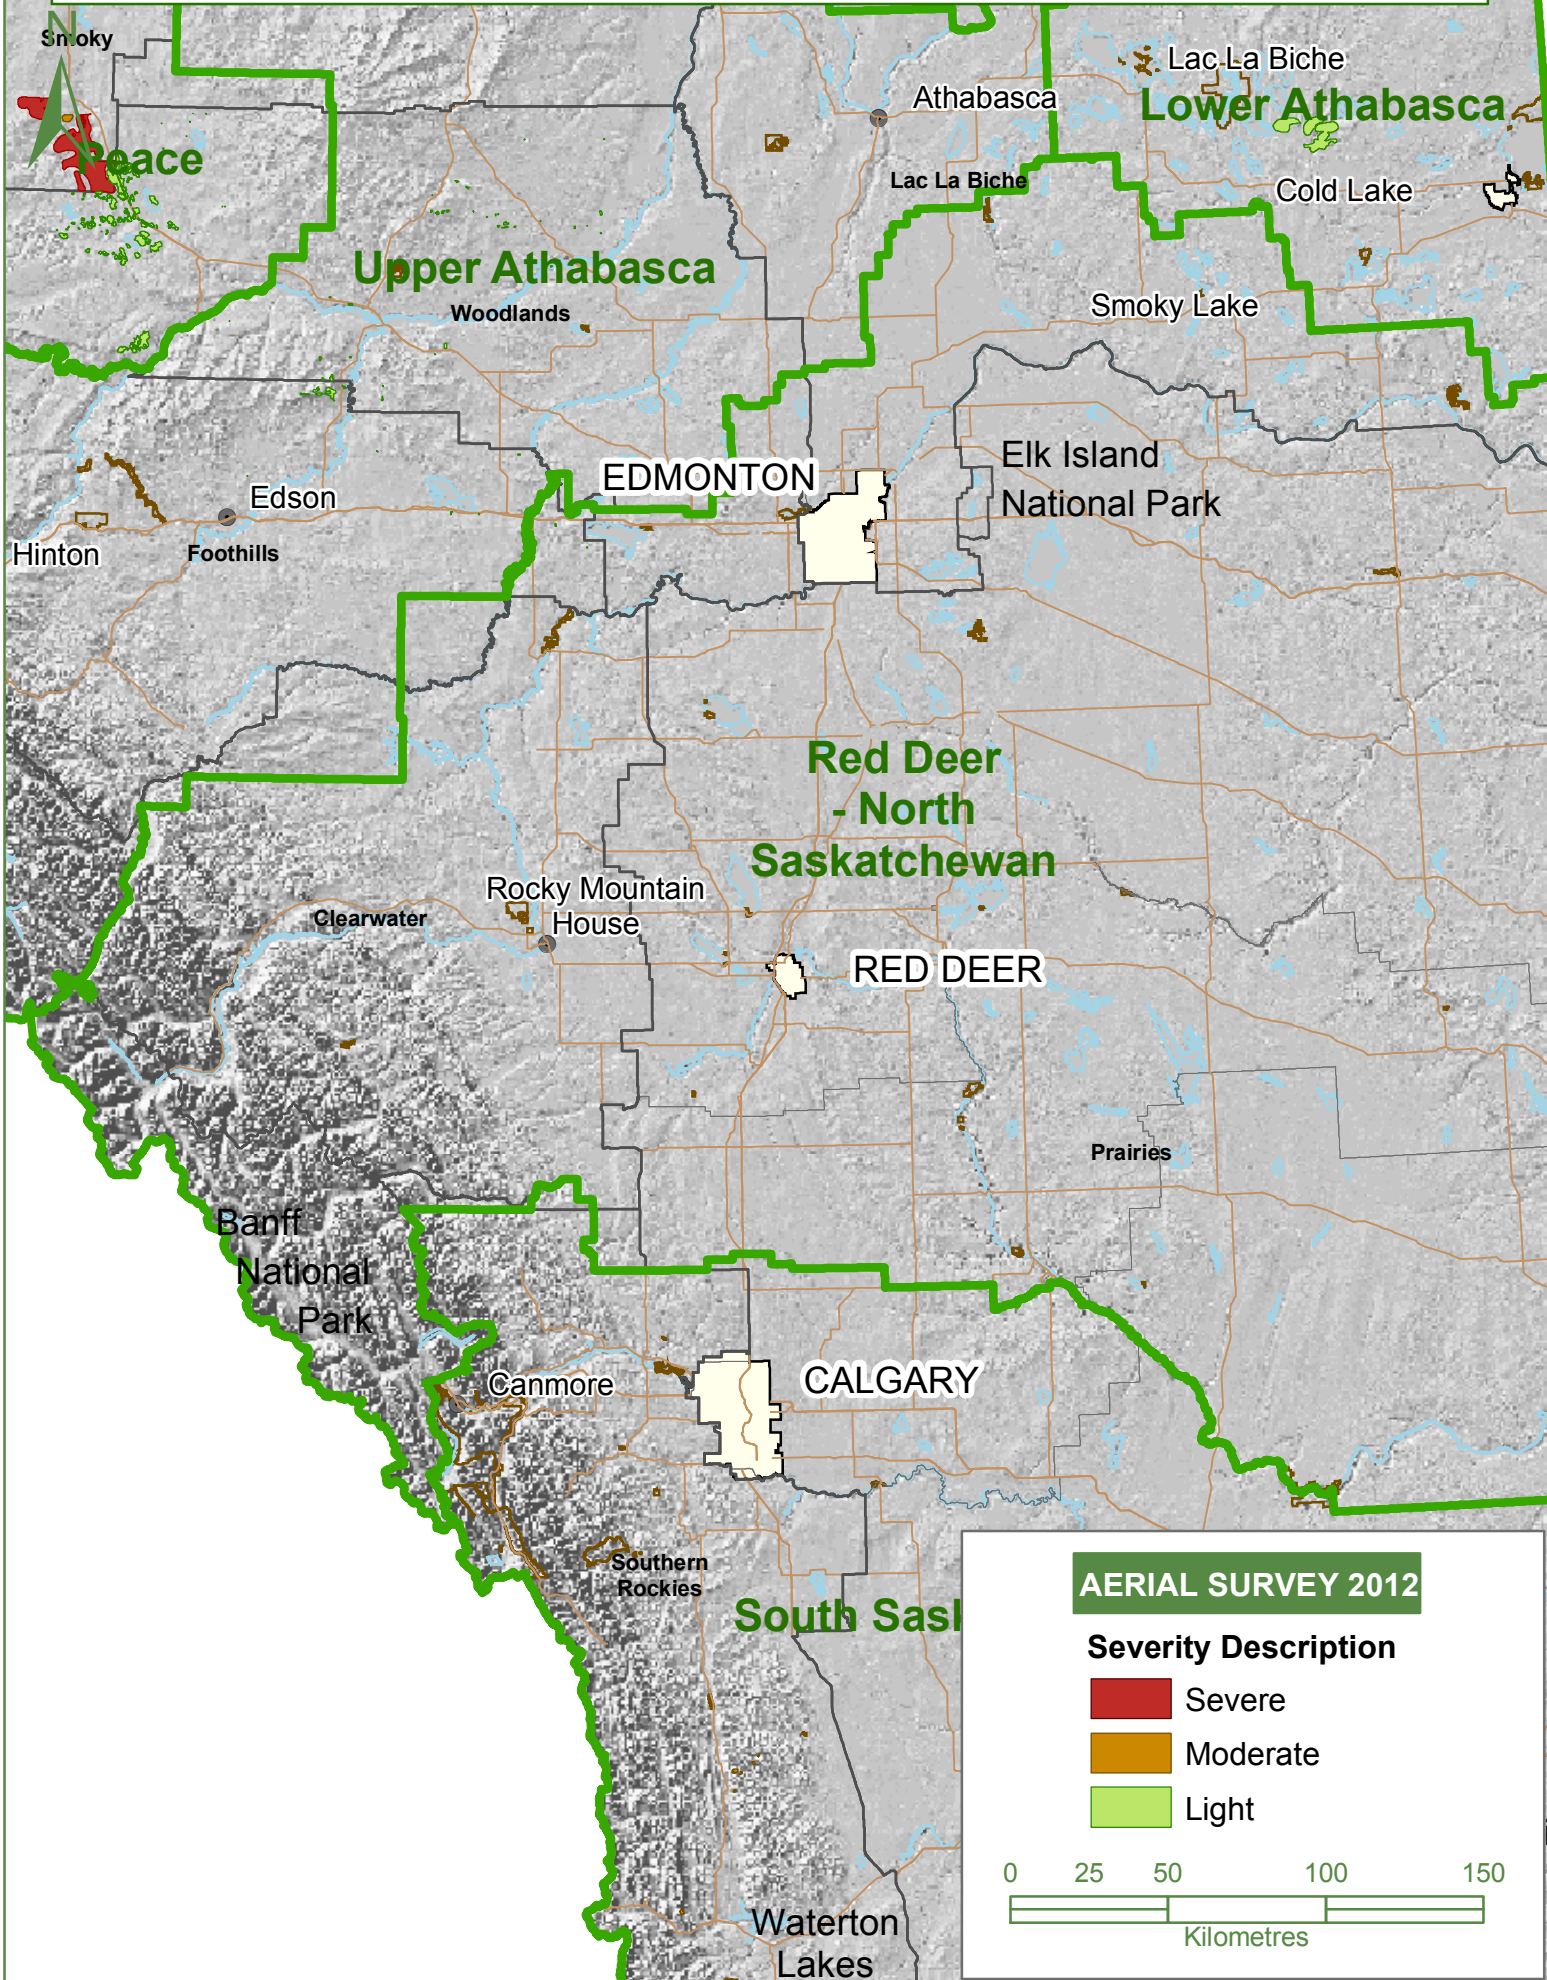 N
Smoky
Lac La Biche
Athabasca
Lower Athabasca
Peace
Lac La Biche
Cold Lake
Upper Athabasca
Woodlands
Smoky Lake
EDMONTON
Elk Island
National Park
Edson
Hinton
Foothills
Red Deer
- North
Saskatchewan
Rocky Mountain
House
Clearwater
RED DEER
Prairies
Banff
National
Park
Canmore
CALGARY
Southern
Rockies
South Sask
AERIAL SURVEY 2012
Severity Description
Severe
Moderate
Light
0 25 50 100 150
Kilometres
Waterton
Lakes